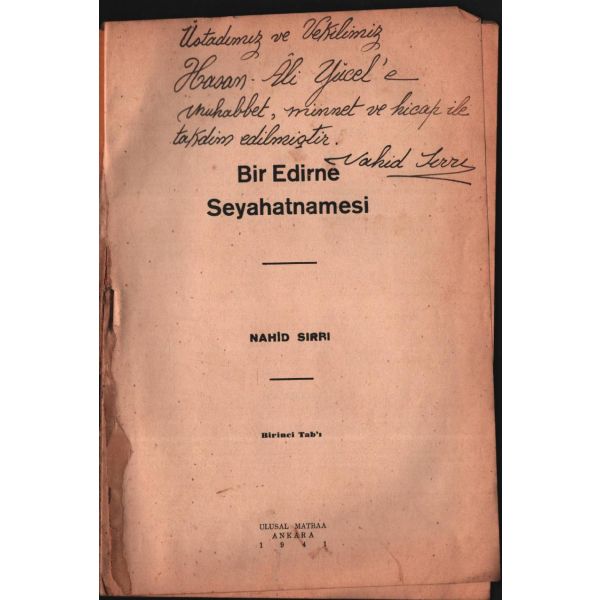 Üstadımız ve Vekilimiz
Hasan-Âli Yücel'e
muhabbet, minnet ve hicap ile
takdim edilmiştir.
Nahid Sırrı
Bir Edirne
Seyahatnamesi
NAHİD SIRRI
Birinci Tab'ı
ULUSAL MATBAA
ANKARA
1941